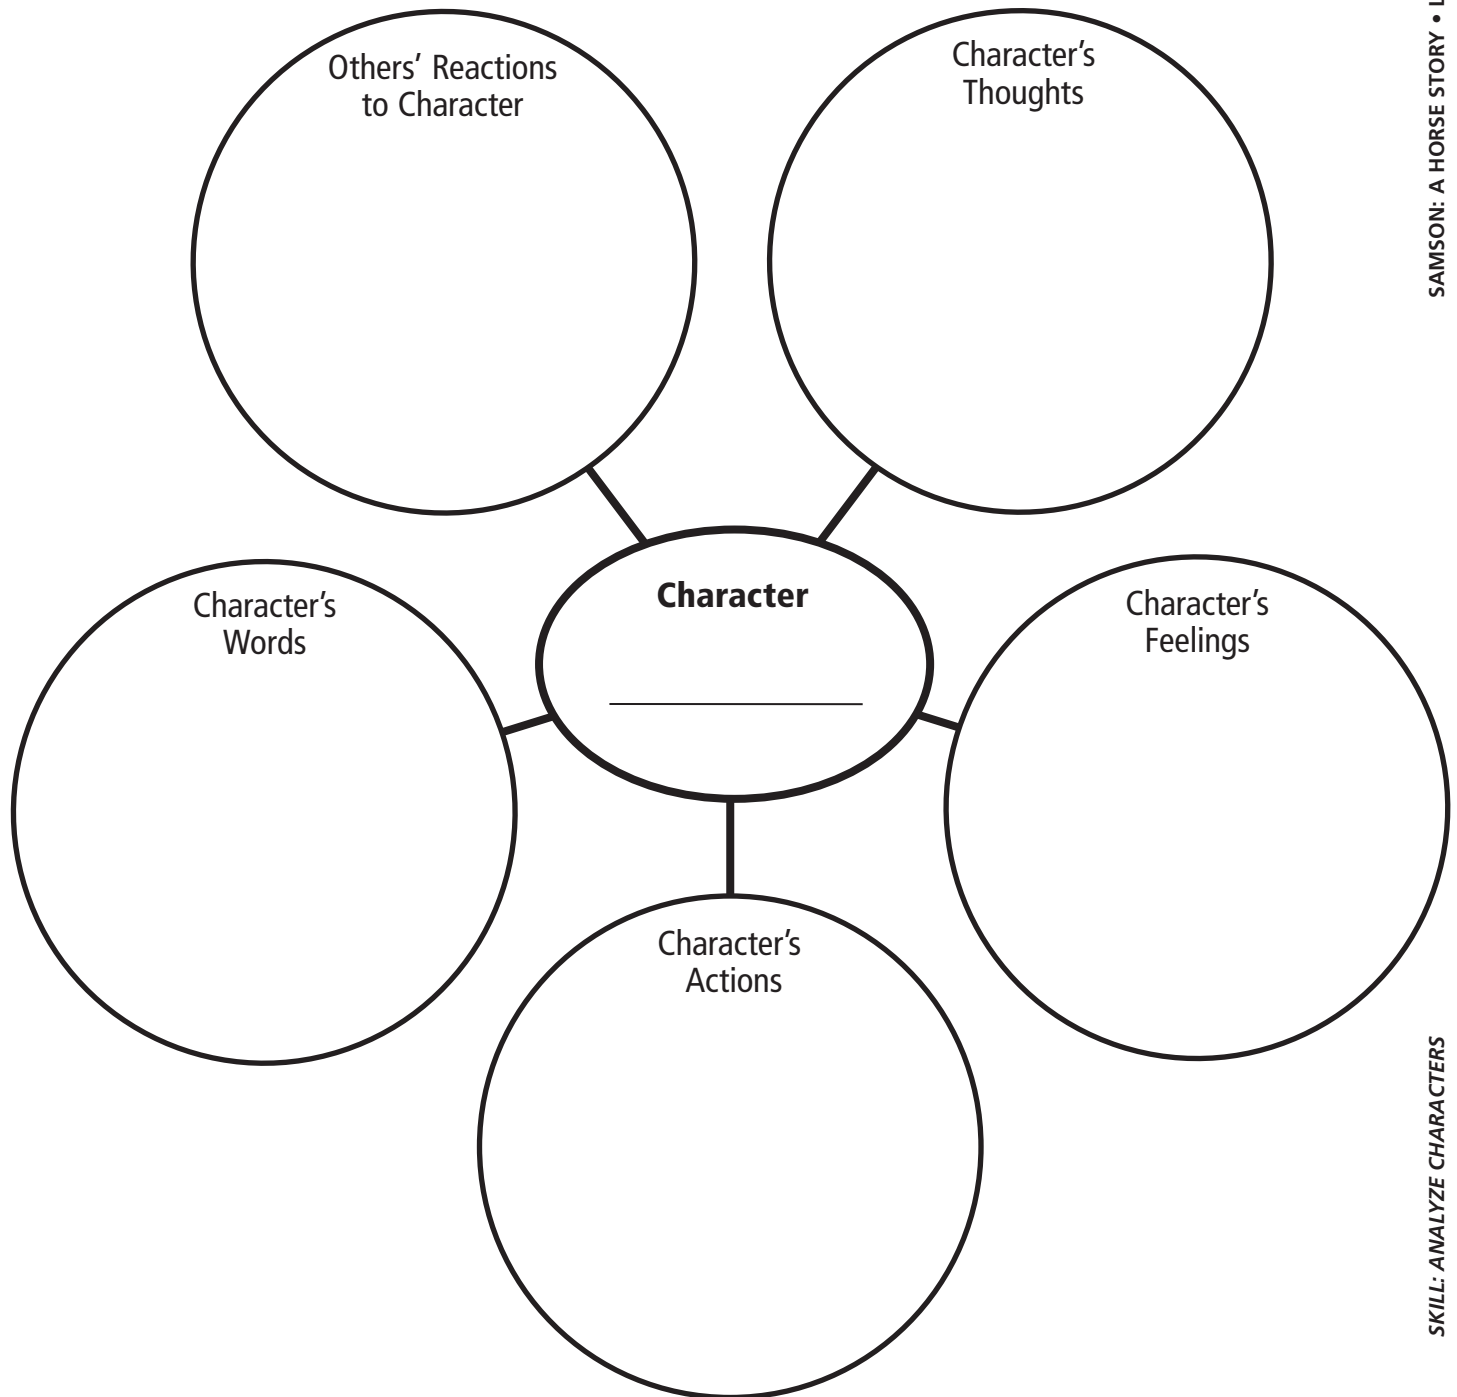 Others' Reactions
to Character
Character's
Thoughts
Character's
Words
Character
Character's
Feelings
Character's
Actions
SAMSON: A HORSE STORY •
SKILL: ANALYZE CHARACTERS